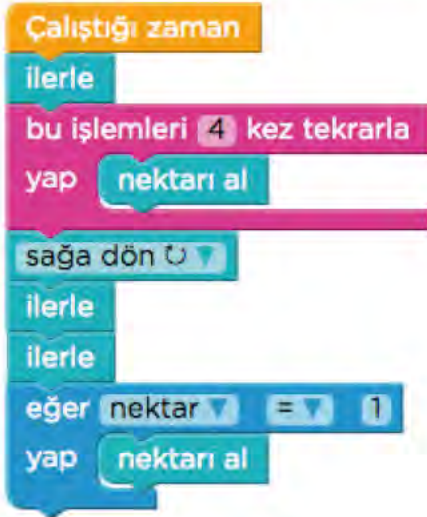 Çalıştığı zaman
ilerle
bu işlemleri 4 kez tekrarla
yap nektarı al
sağa dön ↻
ilerle
ilerle
eğer nektar = 1
yap nektarı al